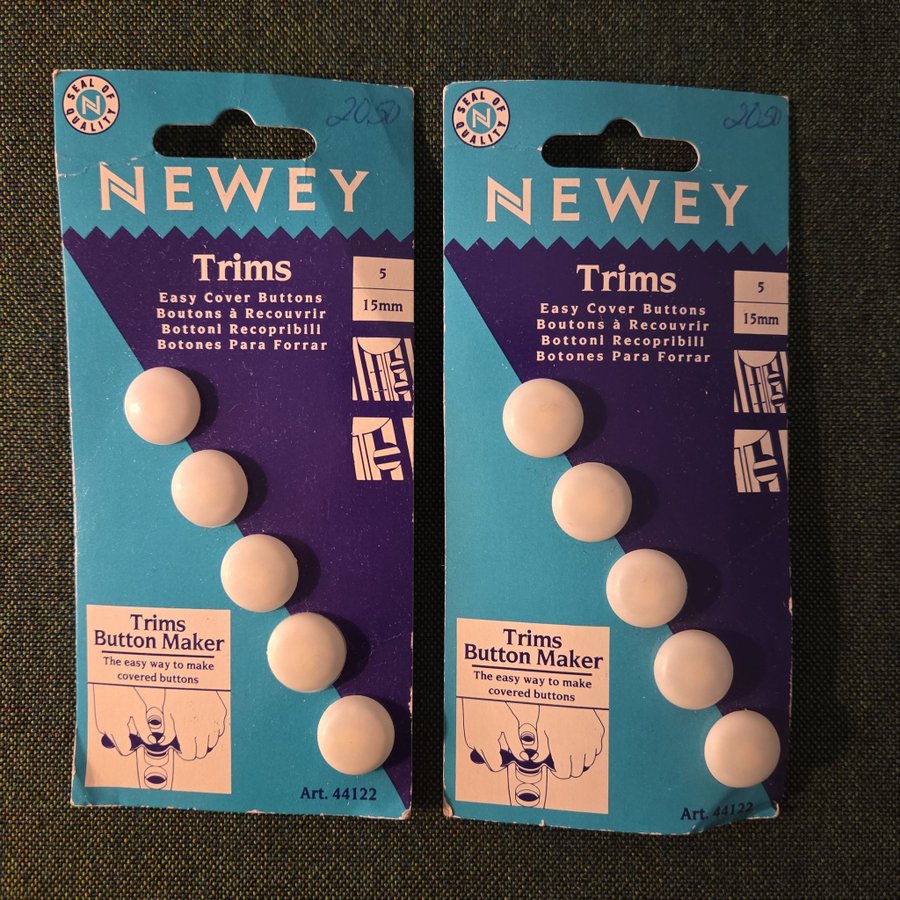 SEAL OF QUALITY
N
20.50
NEWEY
Trims
Easy Cover Buttons
Boutons à Recouvrir
Bottoni Recopribili
Botones Para Forrar
5
15mm
Trims
Button Maker
The easy way to make
covered buttons
Art. 44122
SEAL OF QUALITY
N
2050
NEWEY
Trims
Easy Cover Buttons
Boutons à Recouvrir
Bottoni Recopribili
Botones Para Forrar
5
15mm
Trims
Button Maker
The easy way to make
covered buttons
Art. 44122